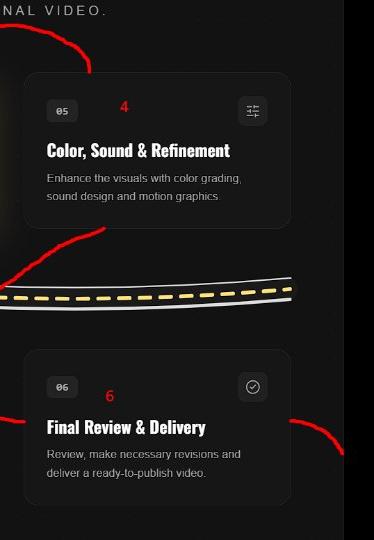 NAL VIDEO.
05
4
Color, Sound & Refinement
Enhance the visuals with color grading,
sound design and motion graphics.
06
6
Final Review & Delivery
Review, make necessary revisions and
deliver a ready-to-publish video.